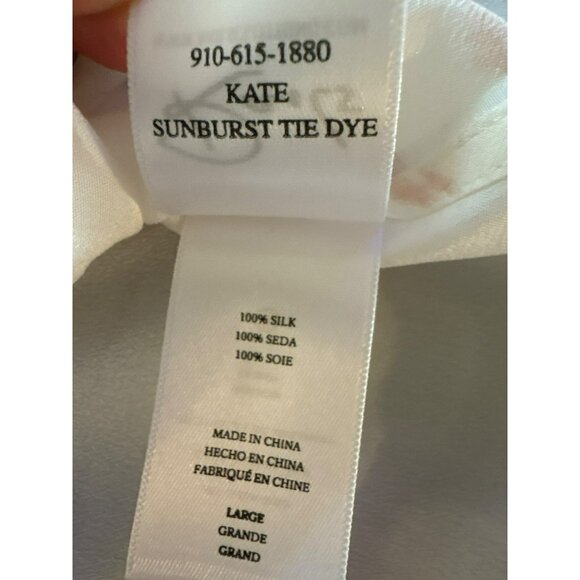 910-615-1880
KATE
SUNBURST TIE DYE
100% SILK
100% SEDA
100% SOIE
MADE IN CHINA
HECHO EN CHINA
FABRIQUÉ EN CHINE
LARGE
GRANDE
GRAND